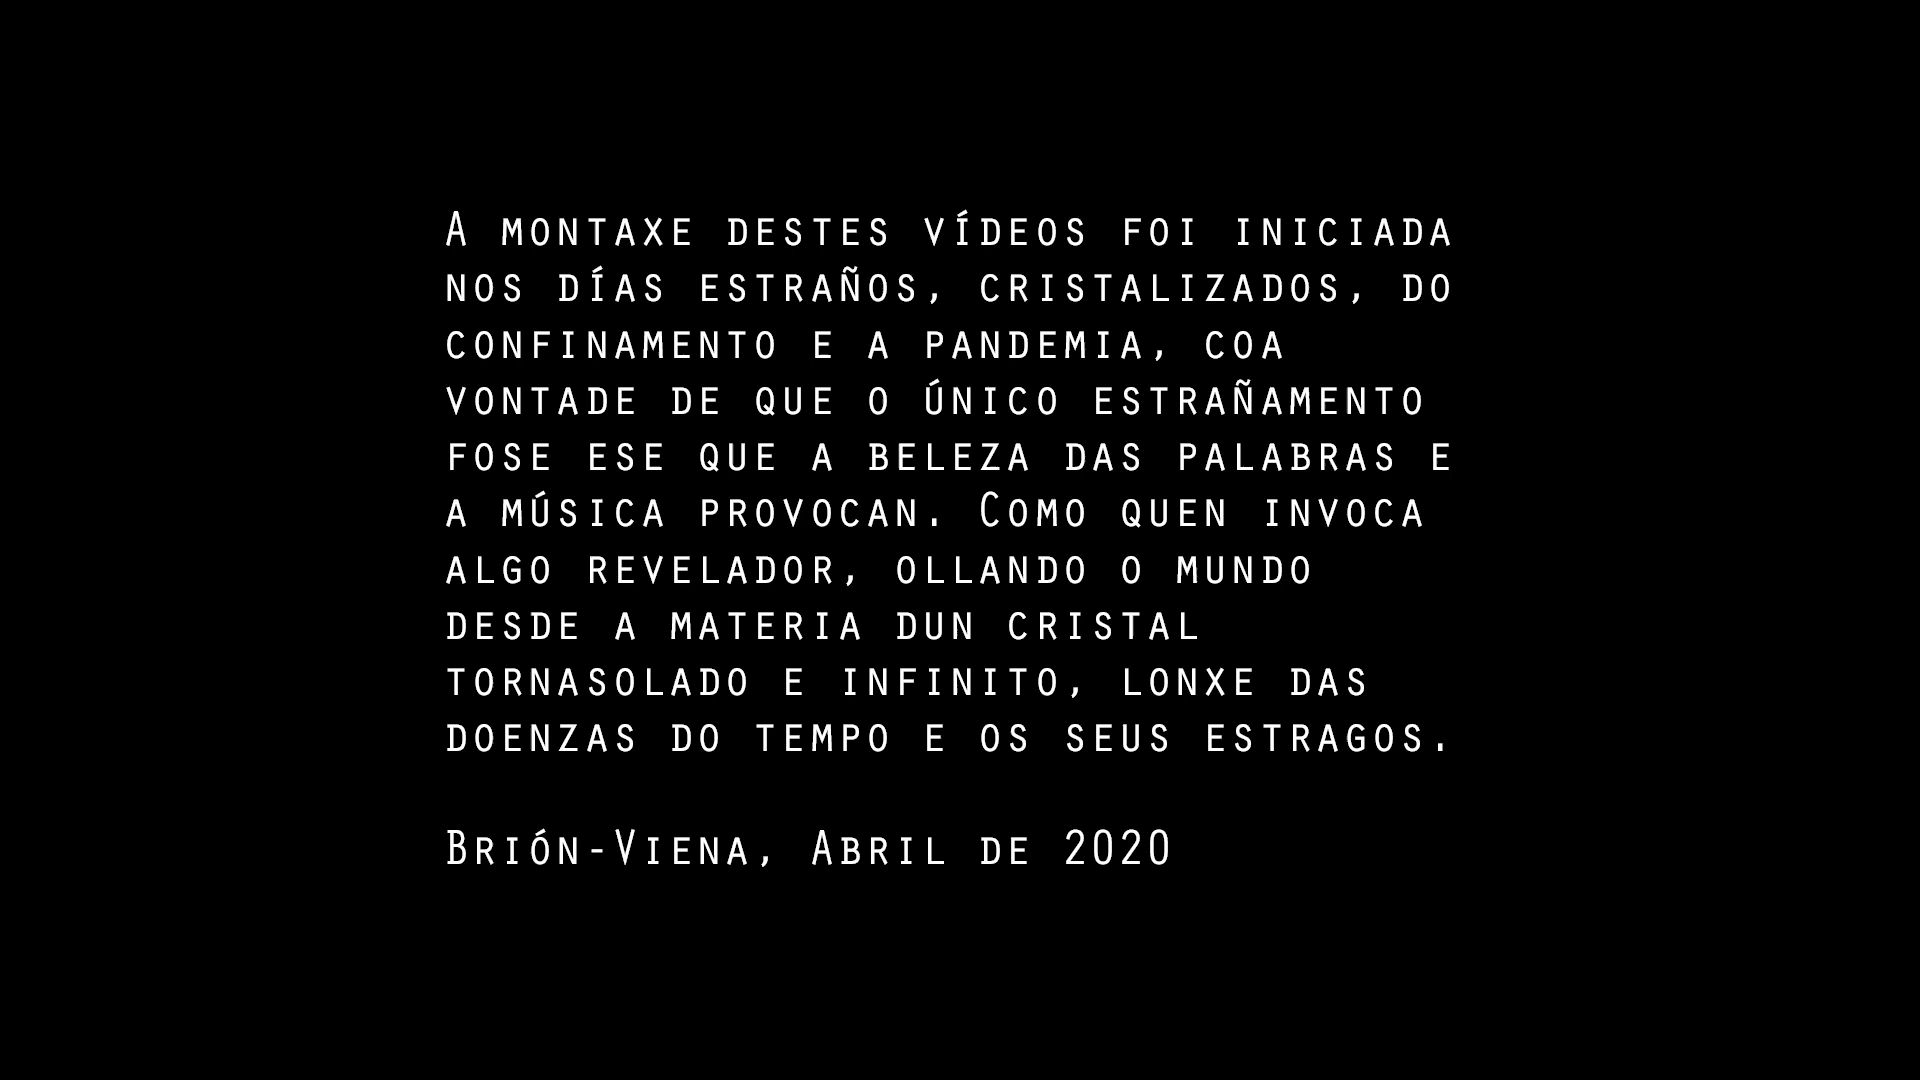 A montaxe destes vídeos foi iniciada
nos días estraños, cristalizados, do
confinamento e a pandemia, coa
vontade de que o único estrañamento
fose ese que a beleza das palabras e
a música provocan. Como quen invoca
algo revelador, ollando o mundo
desde a materia dun cristal
tornasolado e infinito, lonxe das
doenzas do tempo e os seus estragos.
Brión-Viena, Abril de 2020